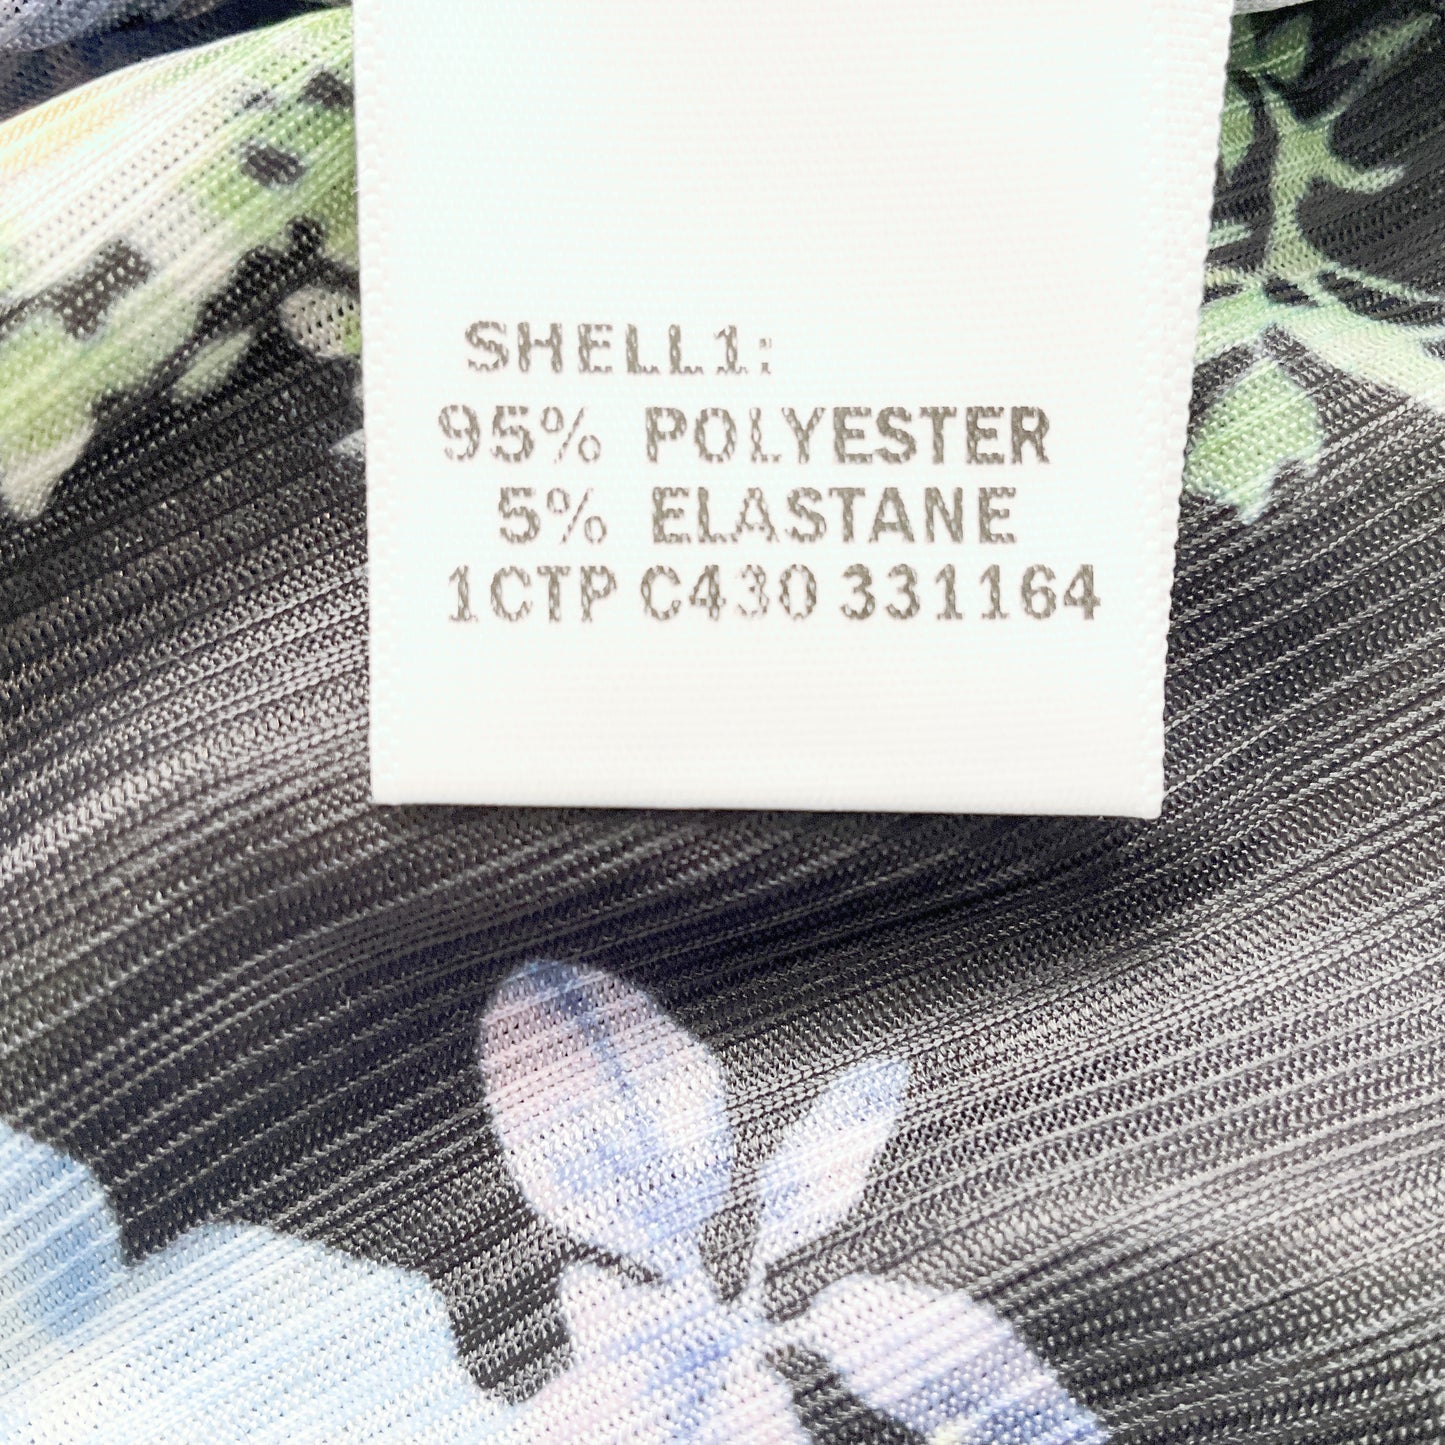 SHELL1:
95% POLYESTER
5% ELASTANE
1CTP C430 331164